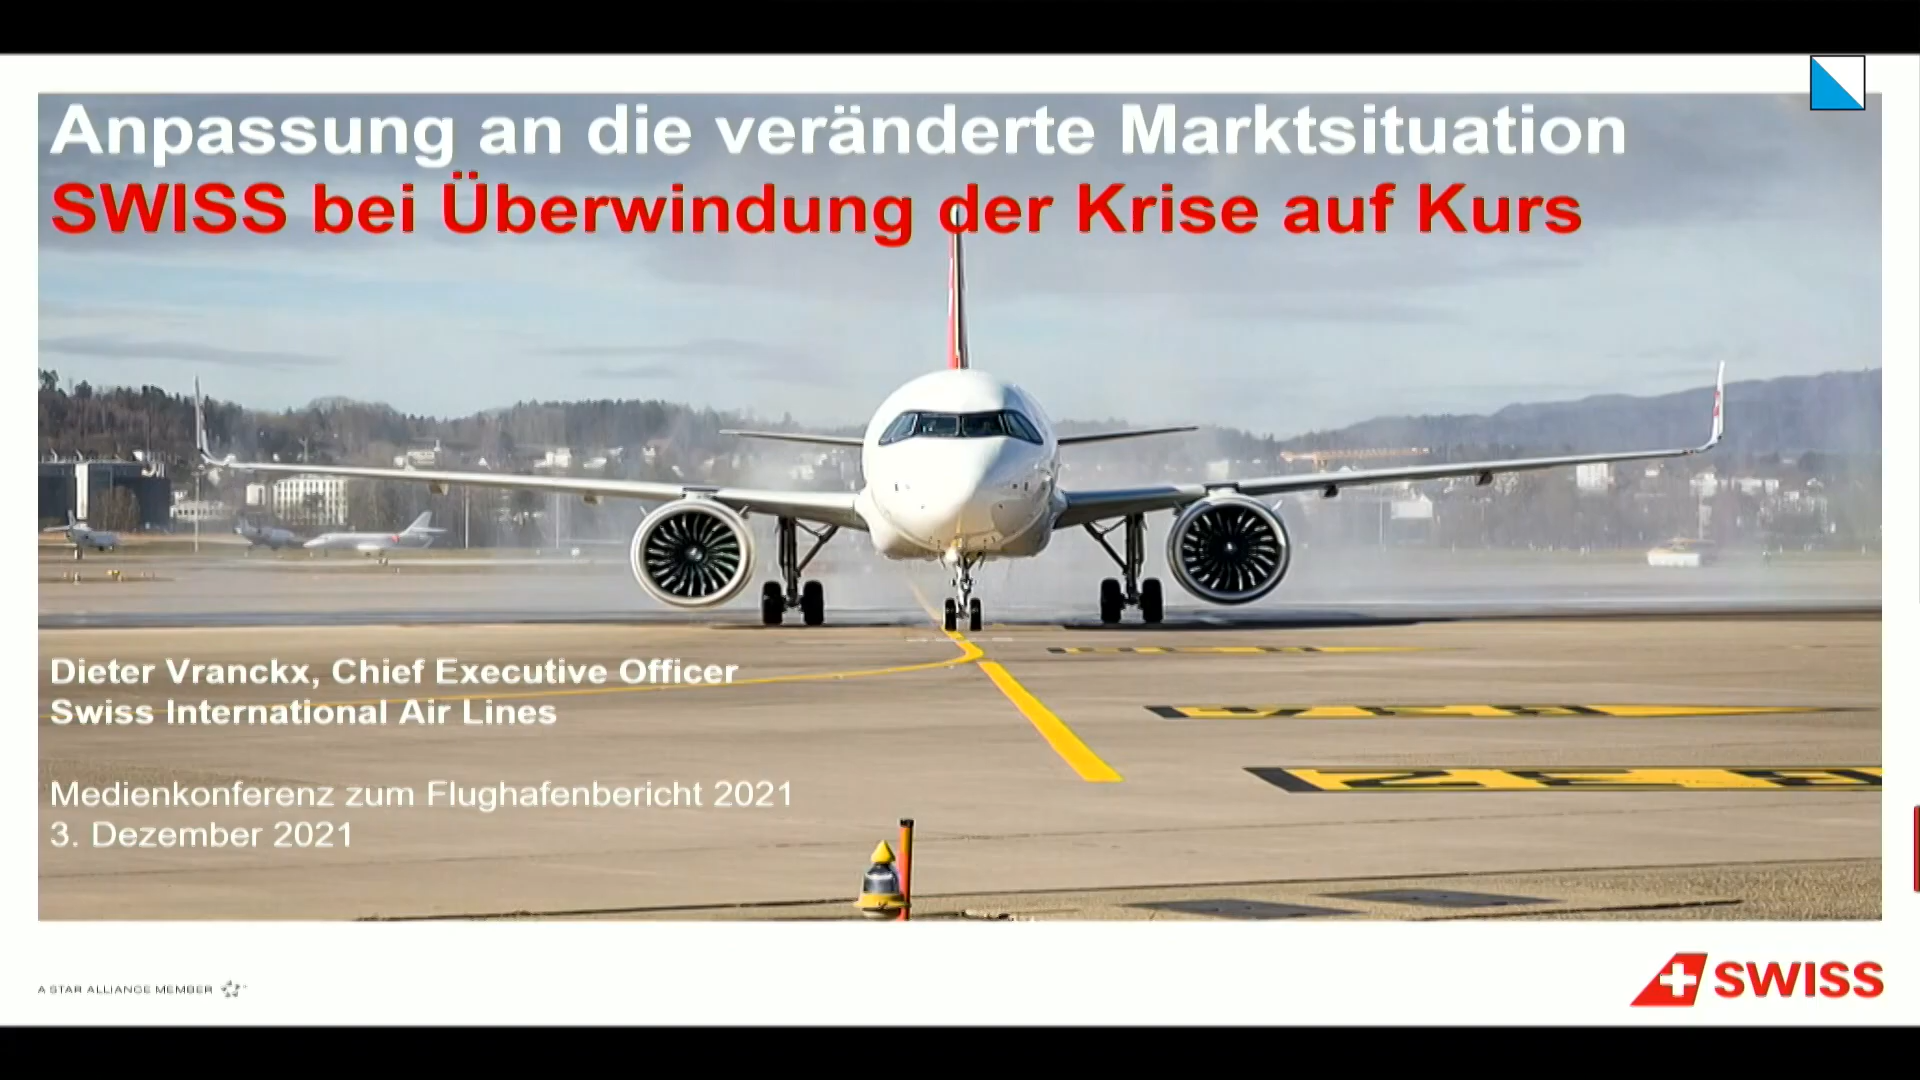 Anpassung an die veränderte Marktsituation
SWISS bei Überwindung der Krise auf Kurs
Dieter Vranckx, Chief Executive Officer
Swiss International Air Lines
Medienkonferenz zum Flughafenbericht 2021
3. Dezember 2021
A STAR ALLIANCE MEMBER
SWISS